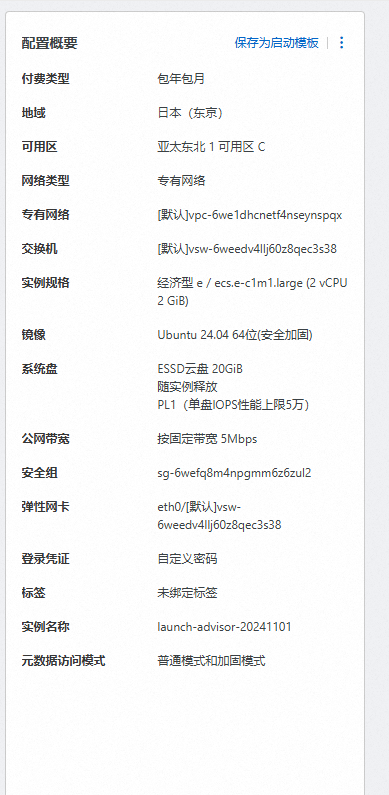 配置概要
保存为启动模板
付费类型 包年包月
地域 日本（东京）
可用区 亚太东北 1 可用区 C
网络类型 专有网络
专有网络 [默认]vpc-6we1dhcnetf4nseynspqx
交换机 [默认]vsw-6weedv4llj60z8qec3s38
实例规格 经济型 e / ecs.e-c1m1.large (2 vCPU
2 GiB)
镜像 Ubuntu 24.04 64位(安全加固)
系统盘 ESSD云盘 20GiB
随实例释放
PL1（单盘IOPS性能上限5万）
公网带宽 按固定带宽 5Mbps
安全组 sg-6wefq8m4npgmm6z6zul2
弹性网卡 eth0/[默认]vsw-
6weedv4llj60z8qec3s38
登录凭证 自定义密码
标签 未绑定标签
实例名称 launch-advisor-20241101
元数据访问模式 普通模式和加固模式